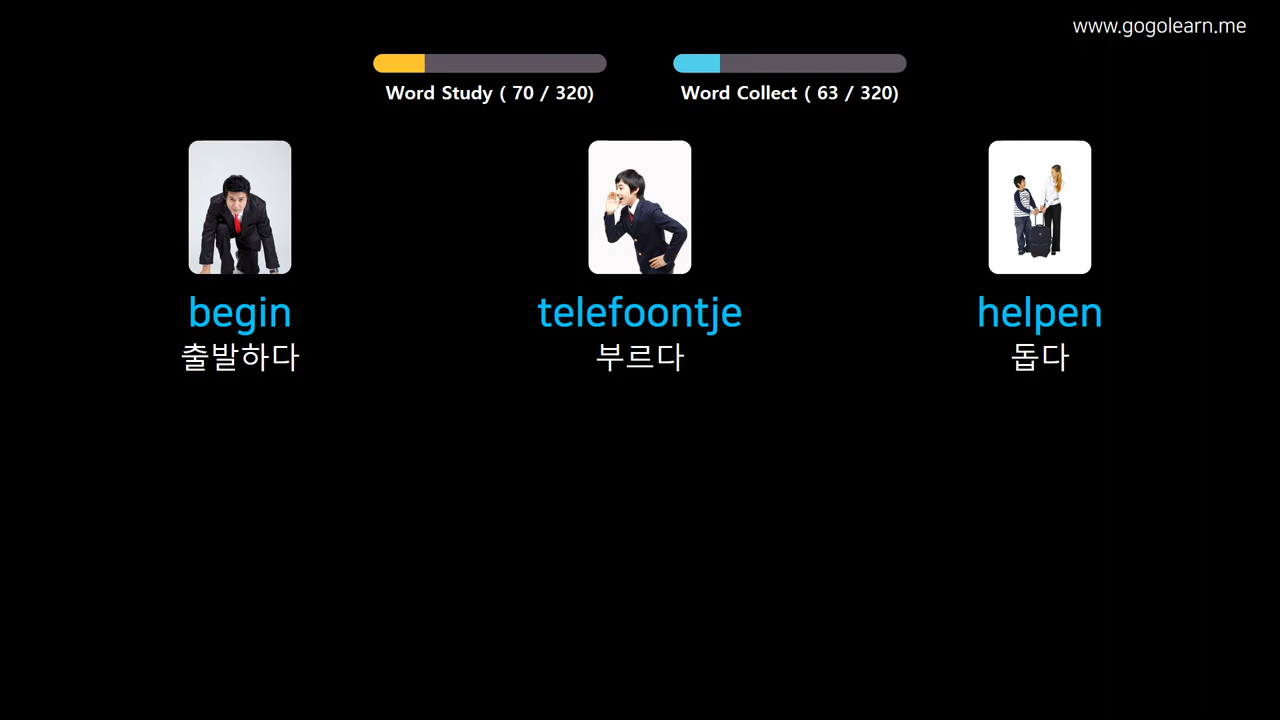 www.gogolearn.me
Word Study ( 70 / 320)
Word Collect ( 63 / 320)
begin
telefoontje
helpen
출발하다
부르다
돕다